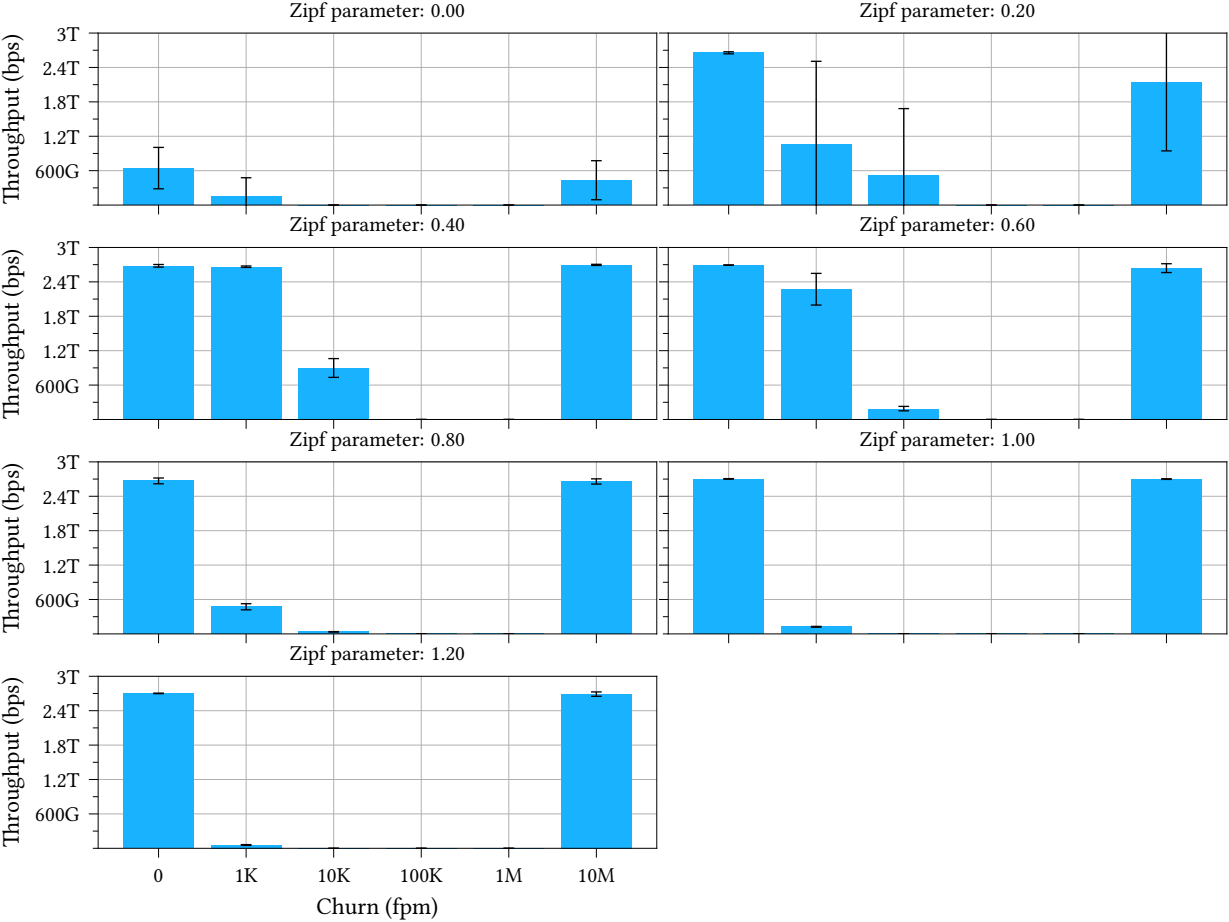 Zipf parameter: 0.00
Zipf parameter: 0.20
Throughput (bps)
3T
2.4T
1.8T
1.2T
600G
Zipf parameter: 0.40
Zipf parameter: 0.60
Throughput (bps)
3T
2.4T
1.8T
1.2T
600G
Zipf parameter: 0.80
Zipf parameter: 1.00
Throughput (bps)
3T
2.4T
1.8T
1.2T
600G
Zipf parameter: 1.20
Throughput (bps)
3T
2.4T
1.8T
1.2T
600G
0 1K 10K 100K 1M 10M
Churn (fpm)